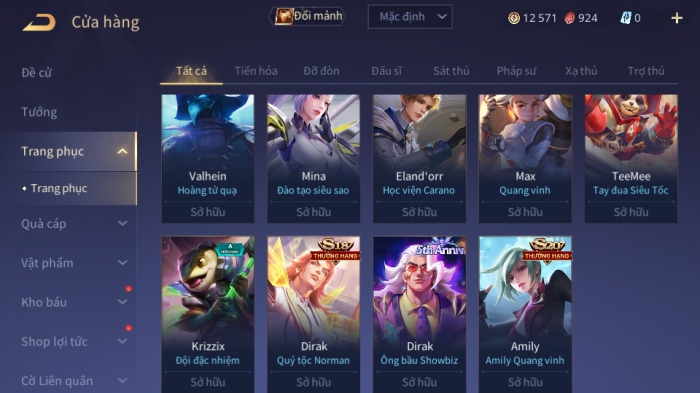 Cửa hàng
Đổi mảnh
Mặc định
12 571
924
0
Đề cử
Tướng
Trang phục
Trang phục
Quà cáp
Vật phẩm
Kho báu
Shop lợi tức
Cờ Liên quân
Tất cả
Tiến hóa
Đỡ đòn
Đấu sĩ
Sát thủ
Pháp sư
Xạ thủ
Trợ thủ
Valhein
Hoàng tử quạ
Sở hữu
Mina
Đào tạo siêu sao
Sở hữu
Eland'orr
Học viện Carano
Sở hữu
Max
Quang vinh
Sở hữu
TeeMee
Tay đua Siêu Tốc
Sở hữu
A
HỮU HẠN
Krizzix
Đội đặc nhiệm
Sở hữu
S18
THƯỞNG HẠNG
Dirak
Quý tộc Norman
Sở hữu
5th Anniv
Dirak
Ông bầu Showbiz
Sở hữu
S20
THƯỞNG HẠNG
Amily
Amily Quang vinh
Sở hữu